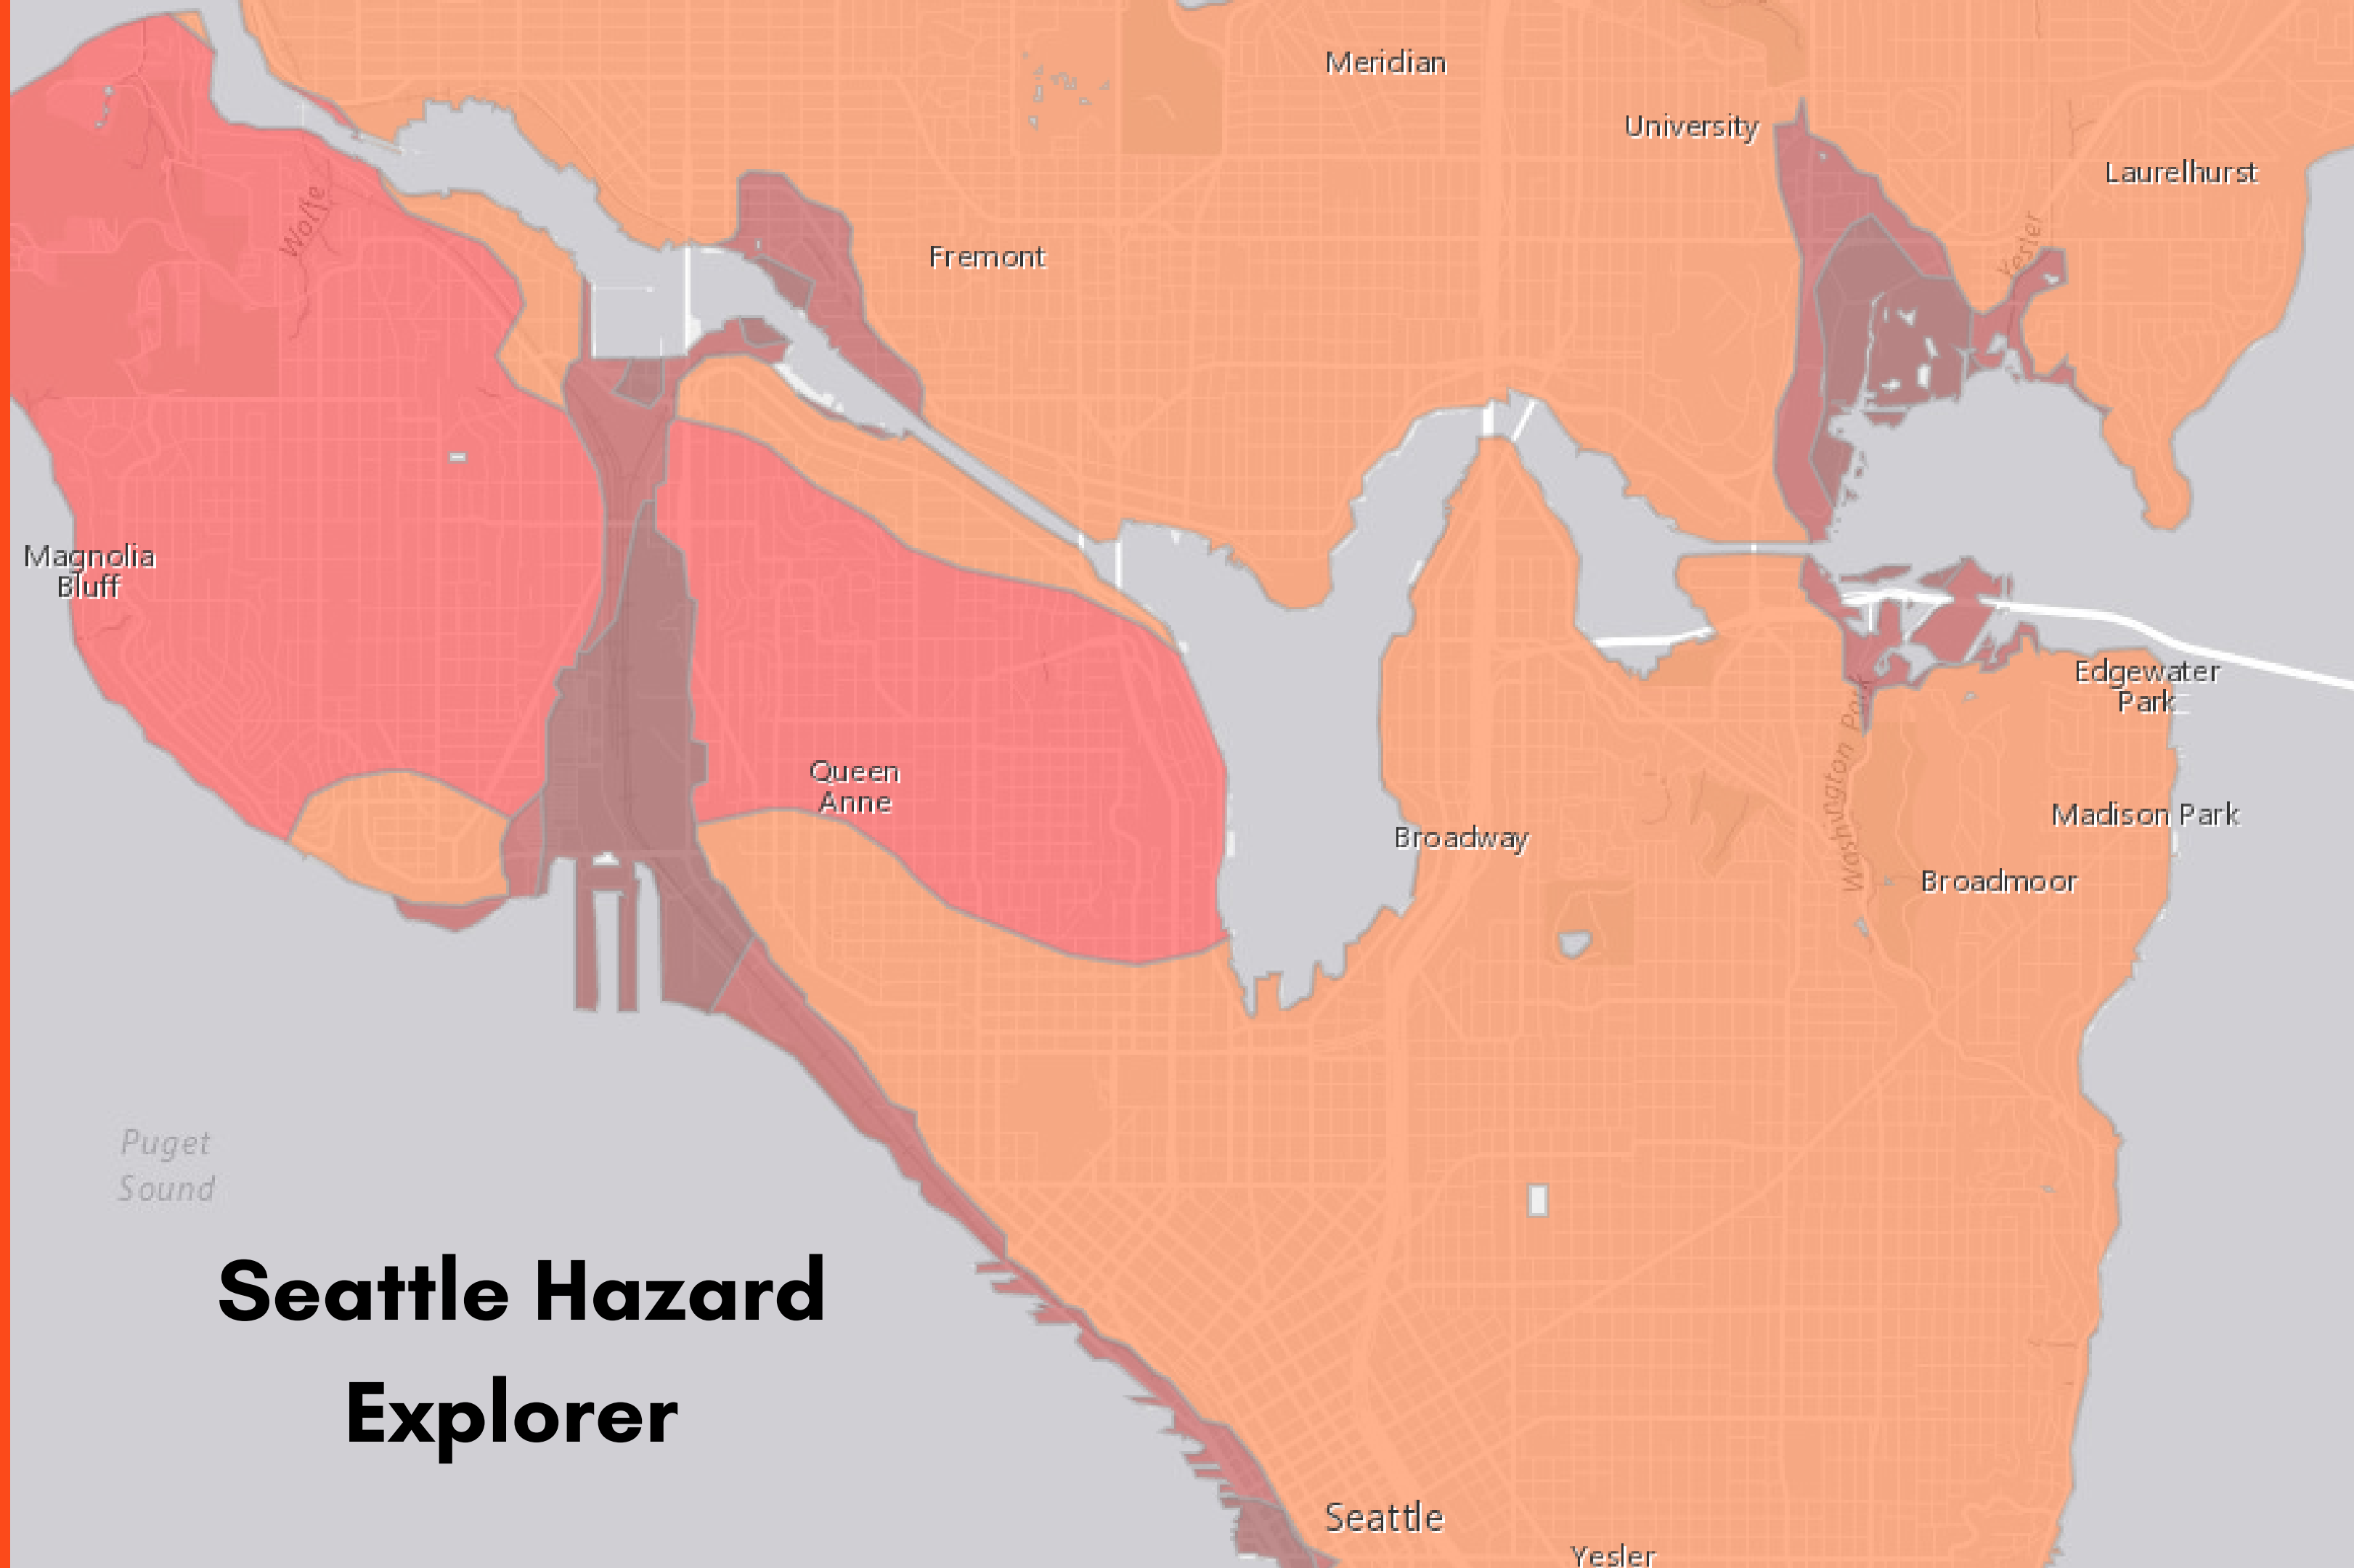 Meridian
University
Laurelhurst
Wolfe
Yesler
Fremont
Magnolia
Bluff
Edgewater
Park
Washington Park
Queen
Anne
Madison Park
Broadway
Broadmoor
Puget
Sound
Seattle Hazard
Explorer
Seattle
Yesler